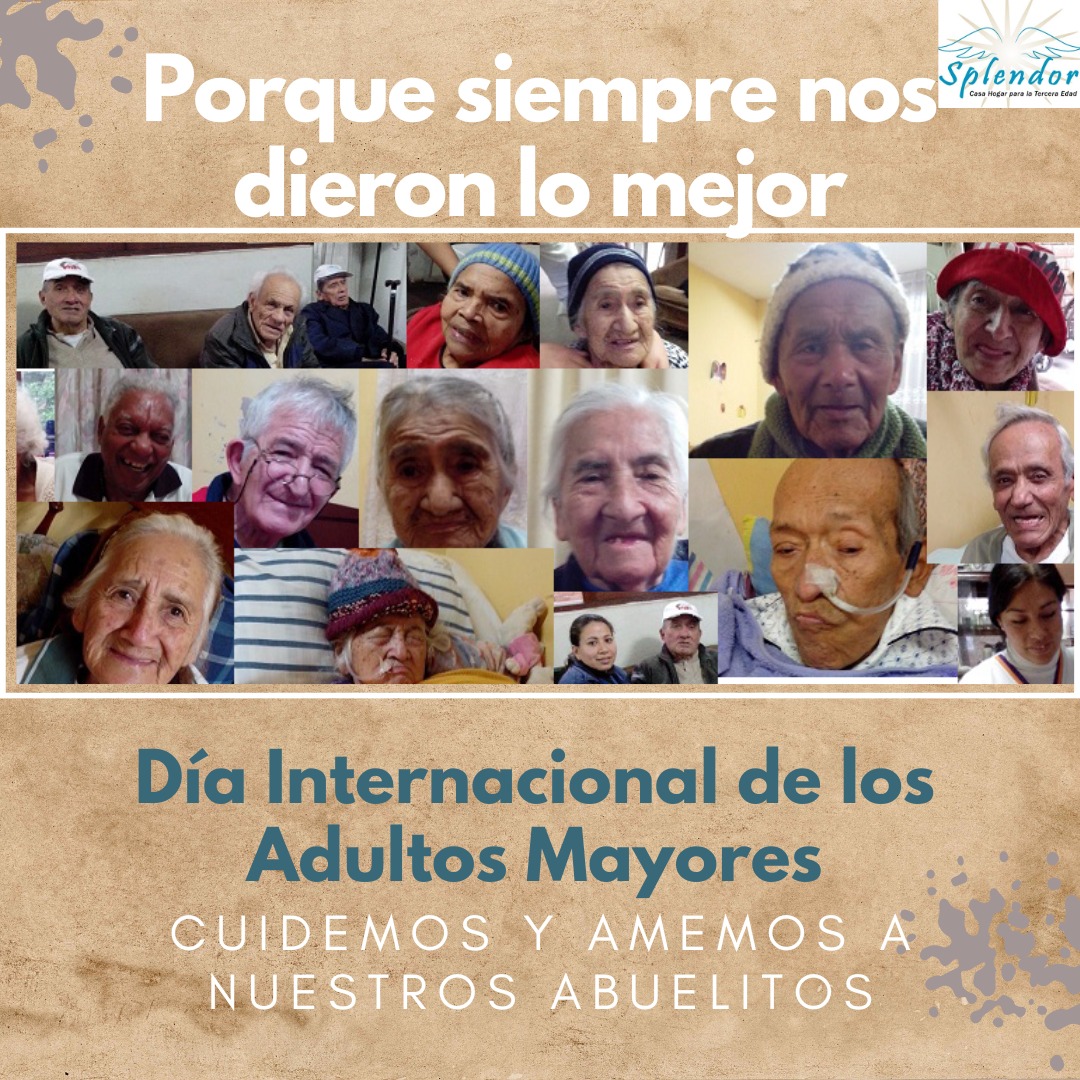 Splendor
Casa Hogar para la Tercera Edad
Porque siempre nos
dieron lo mejor
Día Internacional de los
Adultos Mayores
CUIDEMOS Y AMEMOS A
NUESTROS ABUELITOS